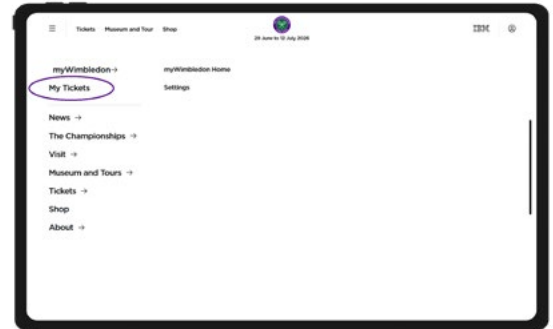 Tickets Museum and Tour Shop
29 June to 12 July 2026
IBM
myWimbledon →
My Tickets
News →
The Championships →
Visit →
Museum and Tours →
Tickets →
Shop
About →
myWimbledon Home
Settings